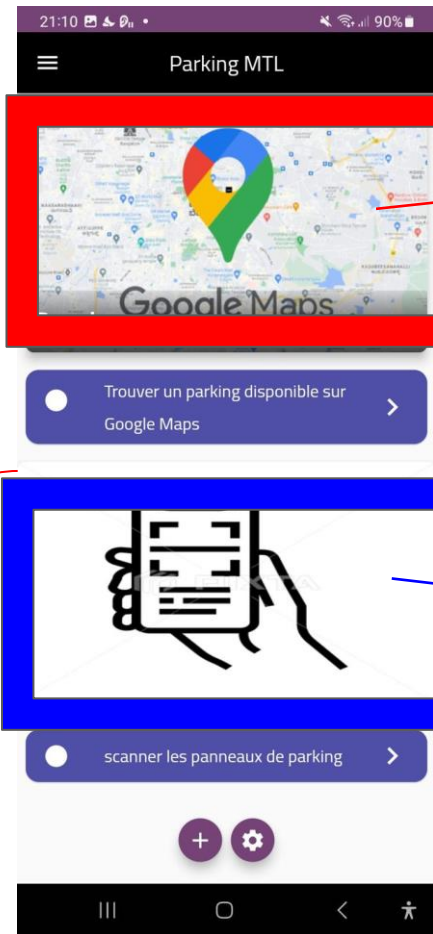 21:10
90%
Parking MTL
Google Maps
Trouver un parking disponible sur
Google Maps
PIXTA
scanner les panneaux de parking